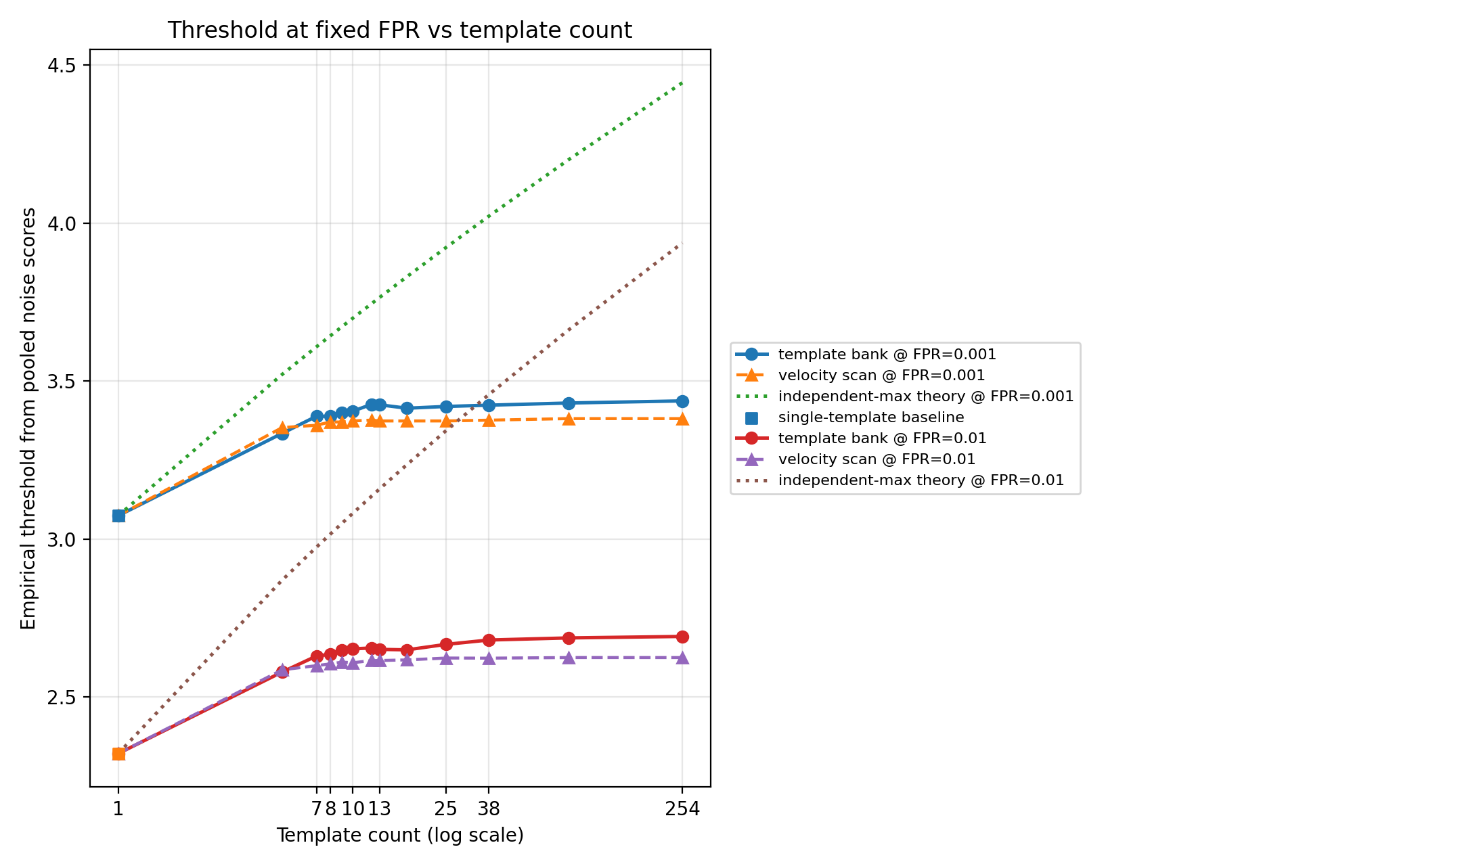 Threshold at fixed FPR vs template count
Empirical threshold from pooled noise scores
4.5
4.0
3.5
3.0
2.5
1 7 8 10 13 25 38 254
Template count (log scale)
template bank @ FPR=0.001
velocity scan @ FPR=0.001
independent-max theory @ FPR=0.001
single-template baseline
template bank @ FPR=0.01
velocity scan @ FPR=0.01
independent-max theory @ FPR=0.01